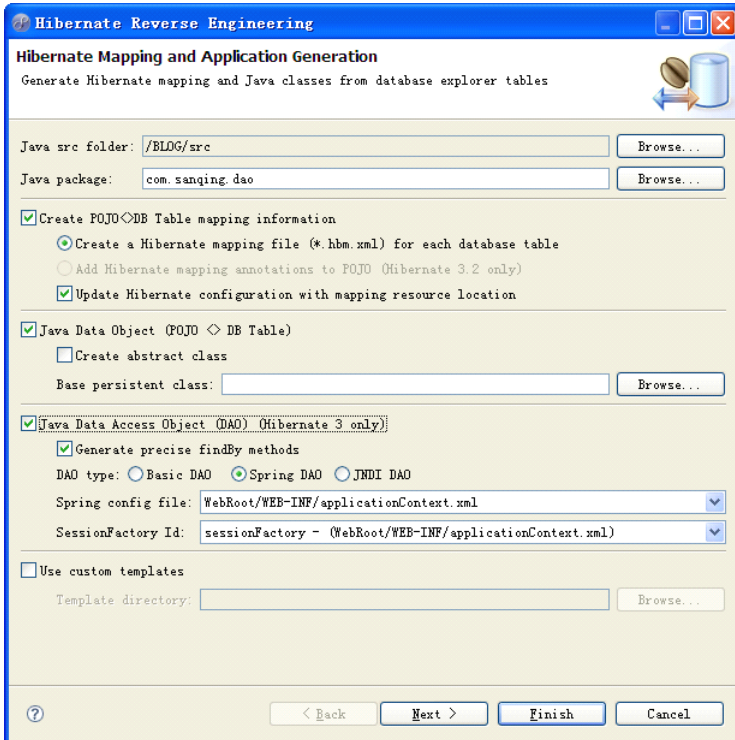 Hibernate Reverse Engineering
Hibernate Mapping and Application Generation
Generate Hibernate mapping and Java classes from database explorer tables
Java src folder: /BLOG/src Browse...
Java package: com.sanqing.dao Browse...
Create POJO<>DB Table mapping information
Create a Hibernate mapping file (*.hbm.xml) for each database table
Add Hibernate mapping annotations to POJO (Hibernate 3.2 only)
Update Hibernate configuration with mapping resource location
Java Data Object (POJO <> DB Table)
Create abstract class
Base persistent class: Browse...
Java Data Access Object (DAO) (Hibernate 3 only)
Generate precise findBy methods
DAO type: Basic DAO Spring DAO JNDI DAO
Spring config file: WebRoot/WEB-INF/applicationContext.xml
SessionFactory Id: sessionFactory - (WebRoot/WEB-INF/applicationContext.xml)
Use custom templates
Template directory: Browse...
? < Back Next > Finish Cancel